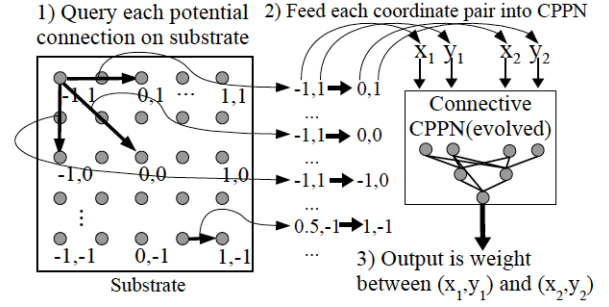 1) Query each potential
connection on substrate
2) Feed each coordinate pair into CPPN
-1,1 0,1 ... 1,1
-1,0 0,0 1,0
...
-1,-1 0,-1 1,-1
Substrate
-1,1 0,1
...
-1,1 0,0
...
-1,1 -1,0
...
0.5,-1 1,-1
...
x1 y1 x2 y2
Connective
CPPN(evolved)
3) Output is weight
between (x1,y1) and (x2,y2)